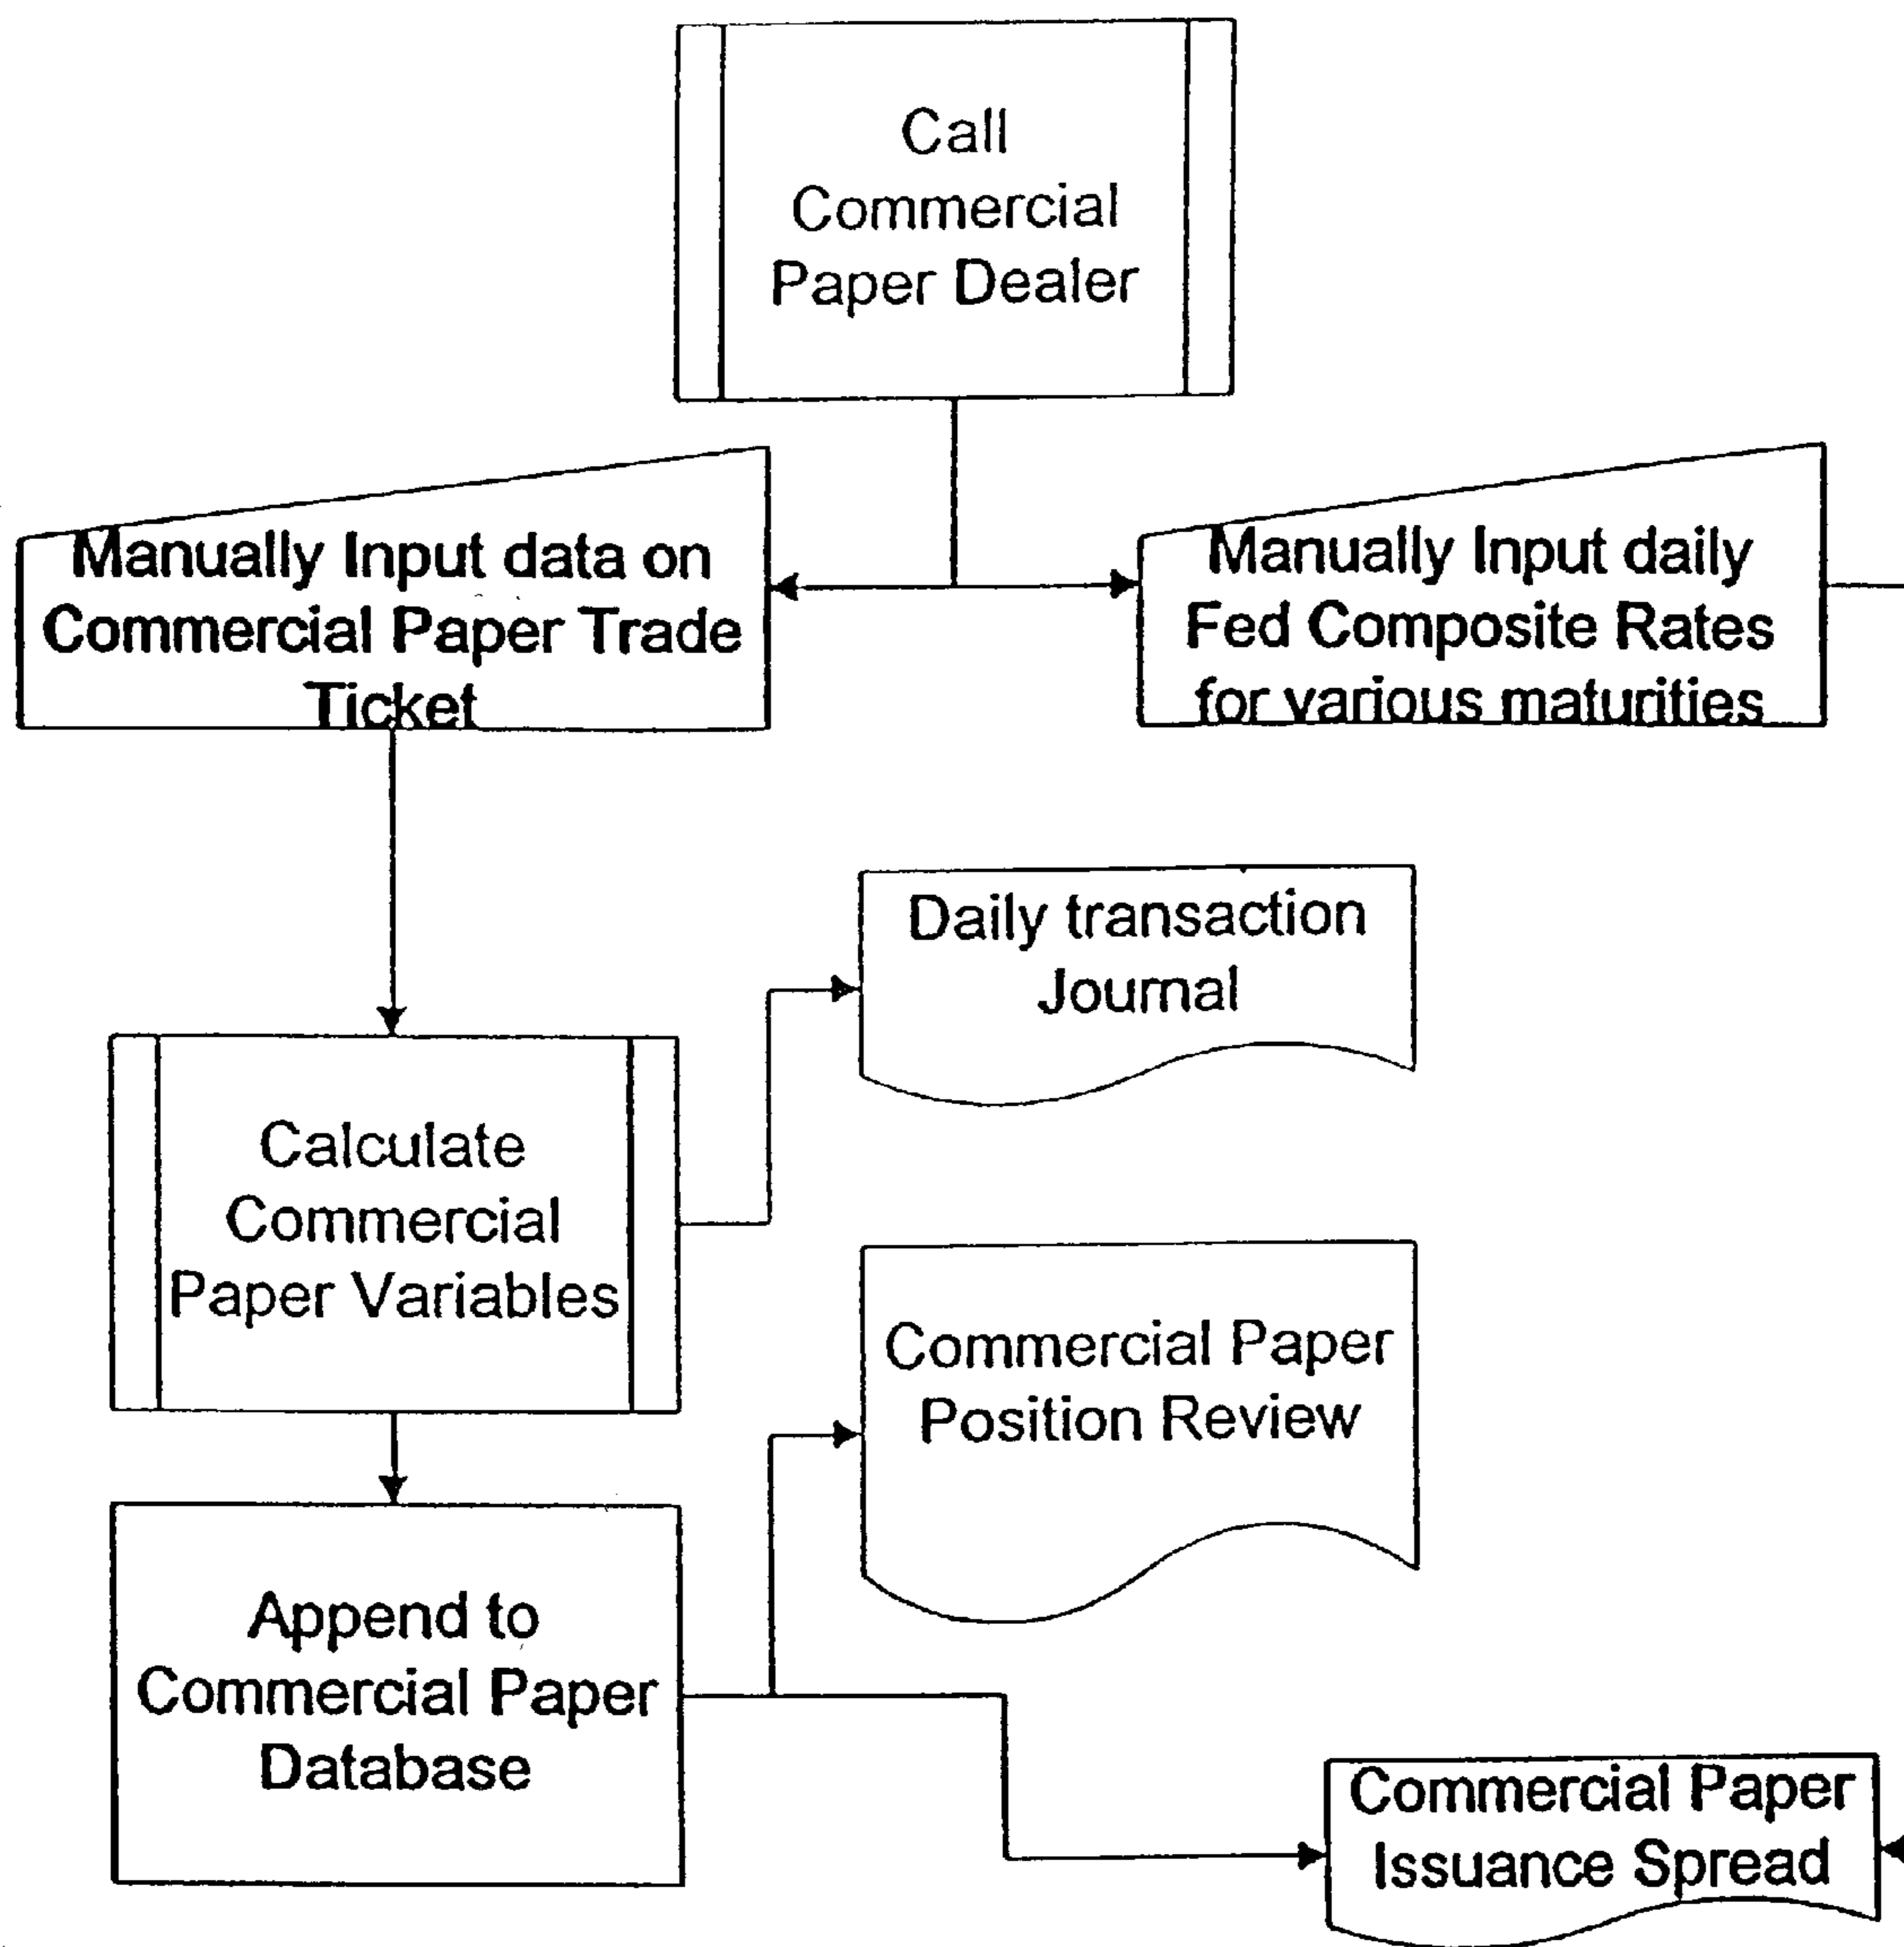 Call
Commercial
Paper Dealer
Manually Input data on
Commercial Paper Trade
Ticket
Manually Input daily
Fed Composite Rates
for various maturities
Daily transaction
Journal
Calculate
Commercial
Paper Variables
Commercial Paper
Position Review
Append to
Commercial Paper
Database
Commercial Paper
Issuance Spread